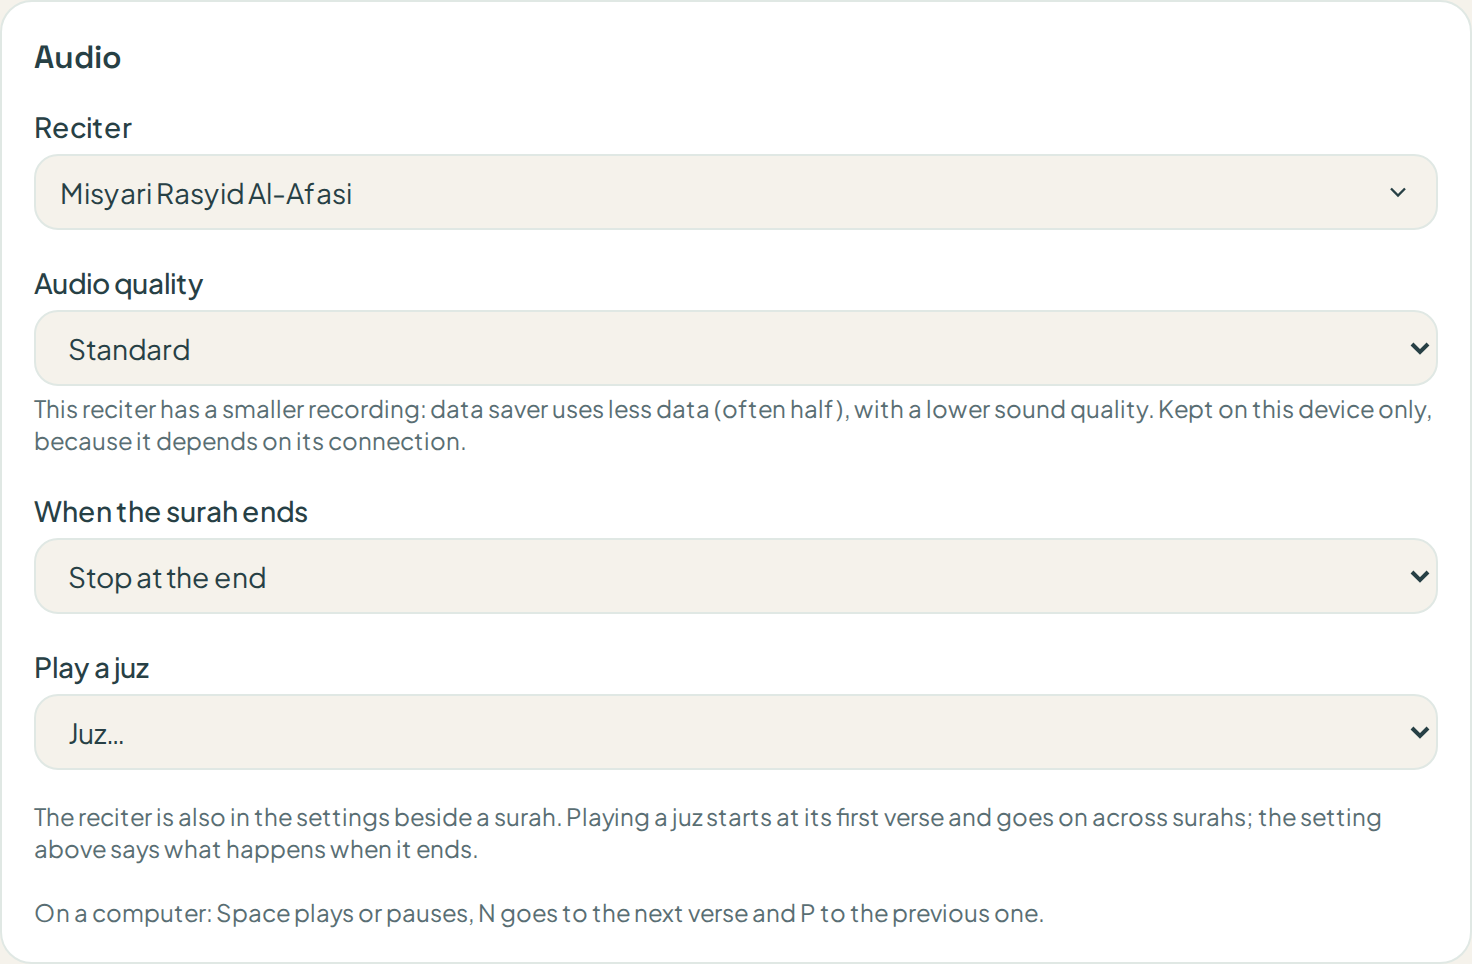 Audio
Reciter
Misyari Rasyid Al-Afasi
Audio quality
Standard
This reciter has a smaller recording: data saver uses less data (often half), with a lower sound quality. Kept on this device only,
because it depends on its connection.
When the surah ends
Stop at the end
Play a juz
Juz...
The reciter is also in the settings beside a surah. Playing a juz starts at its first verse and goes on across surahs; the setting
above says what happens when it ends.
On a computer: Space plays or pauses, N goes to the next verse and P to the previous one.